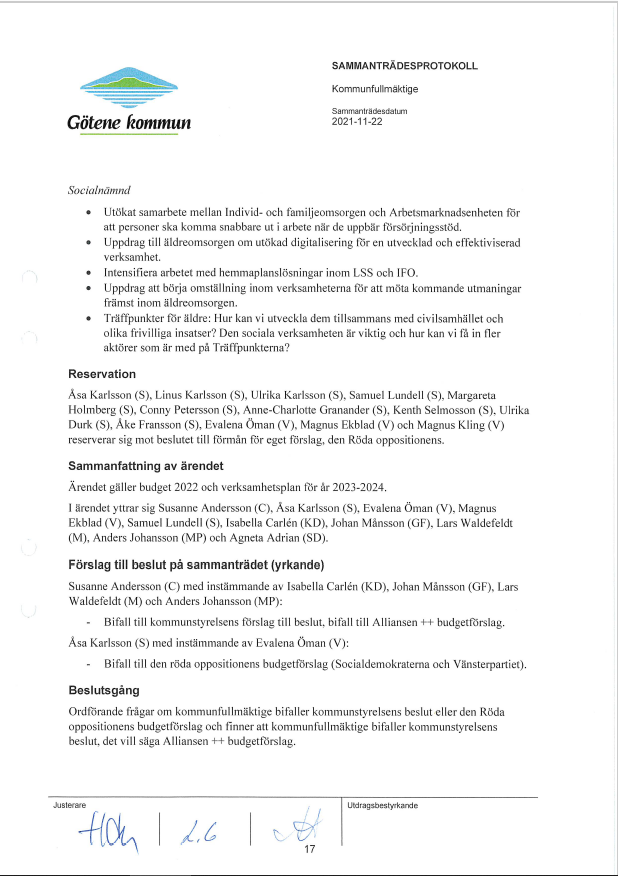 SAMMANTRÄDESPROTOKOLL
Kommunfullmäktige
Sammanträdesdatum
2021-11-22
Götene kommun
Socialnämnd
• Utökat samarbete mellan Individ- och familjeomsorgen och Arbetsmarknadsenheten för
att personer ska komma snabbare ut i arbete när de uppbär försörjningsstöd.
• Uppdrag till äldreomsorgen om utökad digitalisering för en utvecklad och effektiviserad
verksamhet.
• Intensifiera arbetet med hemmaplanslösningar inom LSS och IFO.
• Uppdrag att börja omställning inom verksamheterna för att möta kommande utmaningar
främst inom äldreomsorgen.
• Träffpunkter för äldre: Hur kan vi utveckla dem tillsammans med civilsamhället och
olika frivilliga insatser? Den sociala verksamheten är viktig och hur kan vi få in fler
aktörer som är med på Träffpunkterna?
Reservation
Åsa Karlsson (S), Linus Karlsson (S), Ulrika Karlsson (S), Samuel Lundell (S), Margareta
Holmberg (S), Conny Petersson (S), Anne-Charlotte Granander (S), Kenth Selmosson (S), Ulrika
Durk (S), Åke Fransson (S), Evalena Öman (V), Magnus Ekblad (V) och Magnus Kling (V)
reserverar sig mot beslutet till förmån för eget förslag, den Röda oppositionens.
Sammanfattning av ärendet
Ärendet gäller budget 2022 och verksamhetsplan för år 2023-2024.
I ärendet yttrar sig Susanne Andersson (C), Åsa Karlsson (S), Evalena Öman (V), Magnus
Ekblad (V), Samuel Lundell (S), Isabella Carlén (KD), Johan Månsson (GF), Lars Waldefeldt
(M), Anders Johansson (MP) och Agneta Adrian (SD).
Förslag till beslut på sammanträdet (yrkande)
Susanne Andersson (C) med instämmande av Isabella Carlén (KD), Johan Månsson (GF), Lars
Waldefeldt (M) och Anders Johansson (MP):
- Bifall till kommunstyrelsens förslag till beslut, bifall till Alliansen ++ budgetförslag.
Åsa Karlsson (S) med instämmande av Evalena Öman (V):
- Bifall till den röda oppositionens budgetförslag (Socialdemokraterna och Vänsterpartiet).
Beslutsgång
Ordförande frågar om kommunfullmäktige bifaller kommunstyrelsens beslut eller den Röda
oppositionens budgetförslag och finner att kommunfullmäktige bifaller kommunstyrelsens
beslut, det vill säga Alliansen ++ budgetförslag.
Justerare
Utdragsbestyrkande
L.G
17